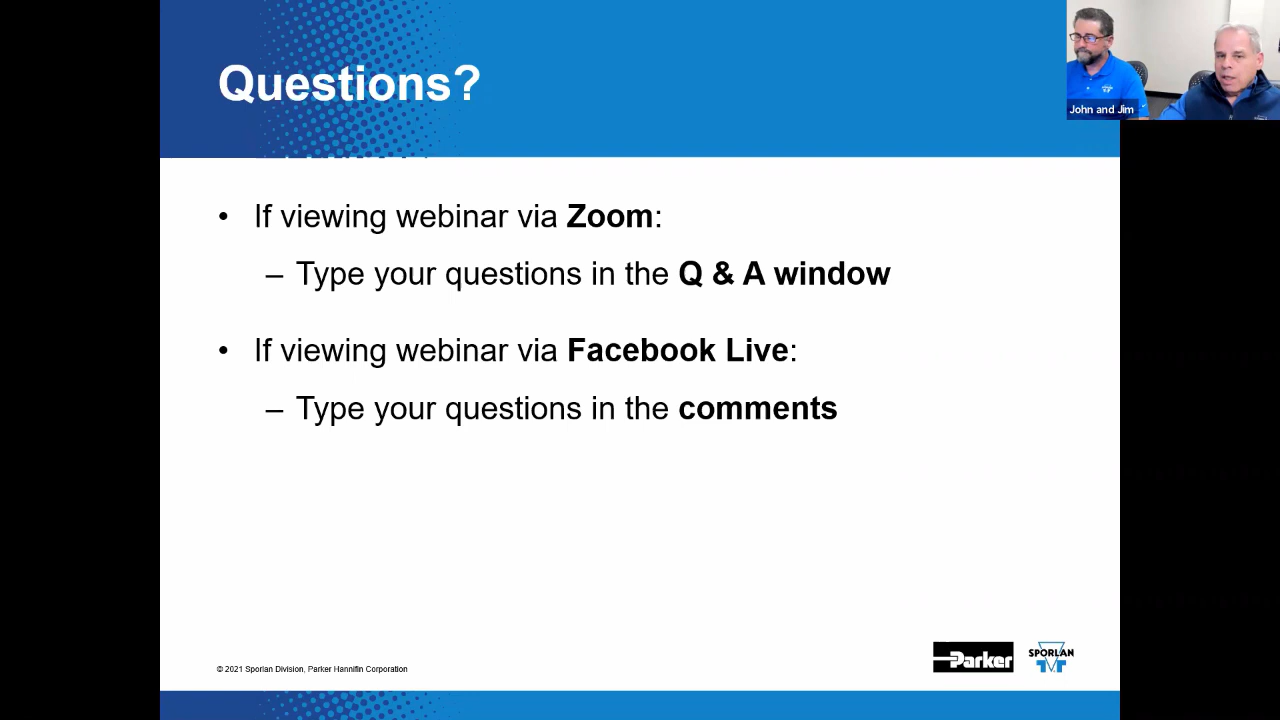 Questions?
John and Jim
• If viewing webinar via Zoom:
– Type your questions in the Q & A window
• If viewing webinar via Facebook Live:
– Type your questions in the comments
© 2021 Sporlan Division, Parker Hannifin Corporation
Parker
SPORLAN